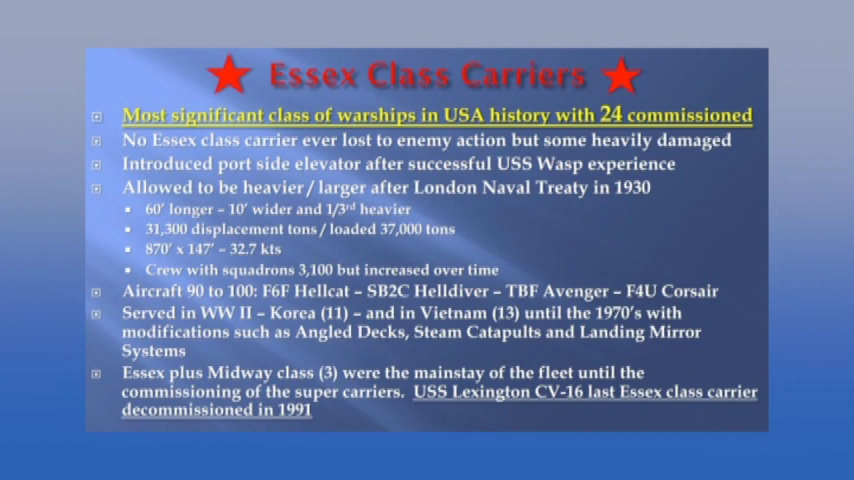 Essex Class Carriers
Most significant class of warships in USA history with 24 commissioned
No Essex class carrier ever lost to enemy action but some heavily damaged
Introduced port side elevator after successful USS Wasp experience
Allowed to be heavier / larger after London Naval Treaty in 1930
60' longer – 10' wider and 1/3rd heavier
31,300 displacement tons / loaded 37,000 tons
870' x 147' – 32.7 kts
Crew with squadrons 3,100 but increased over time
Aircraft 90 to 100: F6F Hellcat – SB2C Helldiver – TBF Avenger – F4U Corsair
Served in WW II – Korea (11) – and in Vietnam (13) until the 1970's with
modifications such as Angled Decks, Steam Catapults and Landing Mirror
Systems
Essex plus Midway class (3) were the mainstay of the fleet until the
commissioning of the super carriers. USS Lexington CV-16 last Essex class carrier
decommissioned in 1991